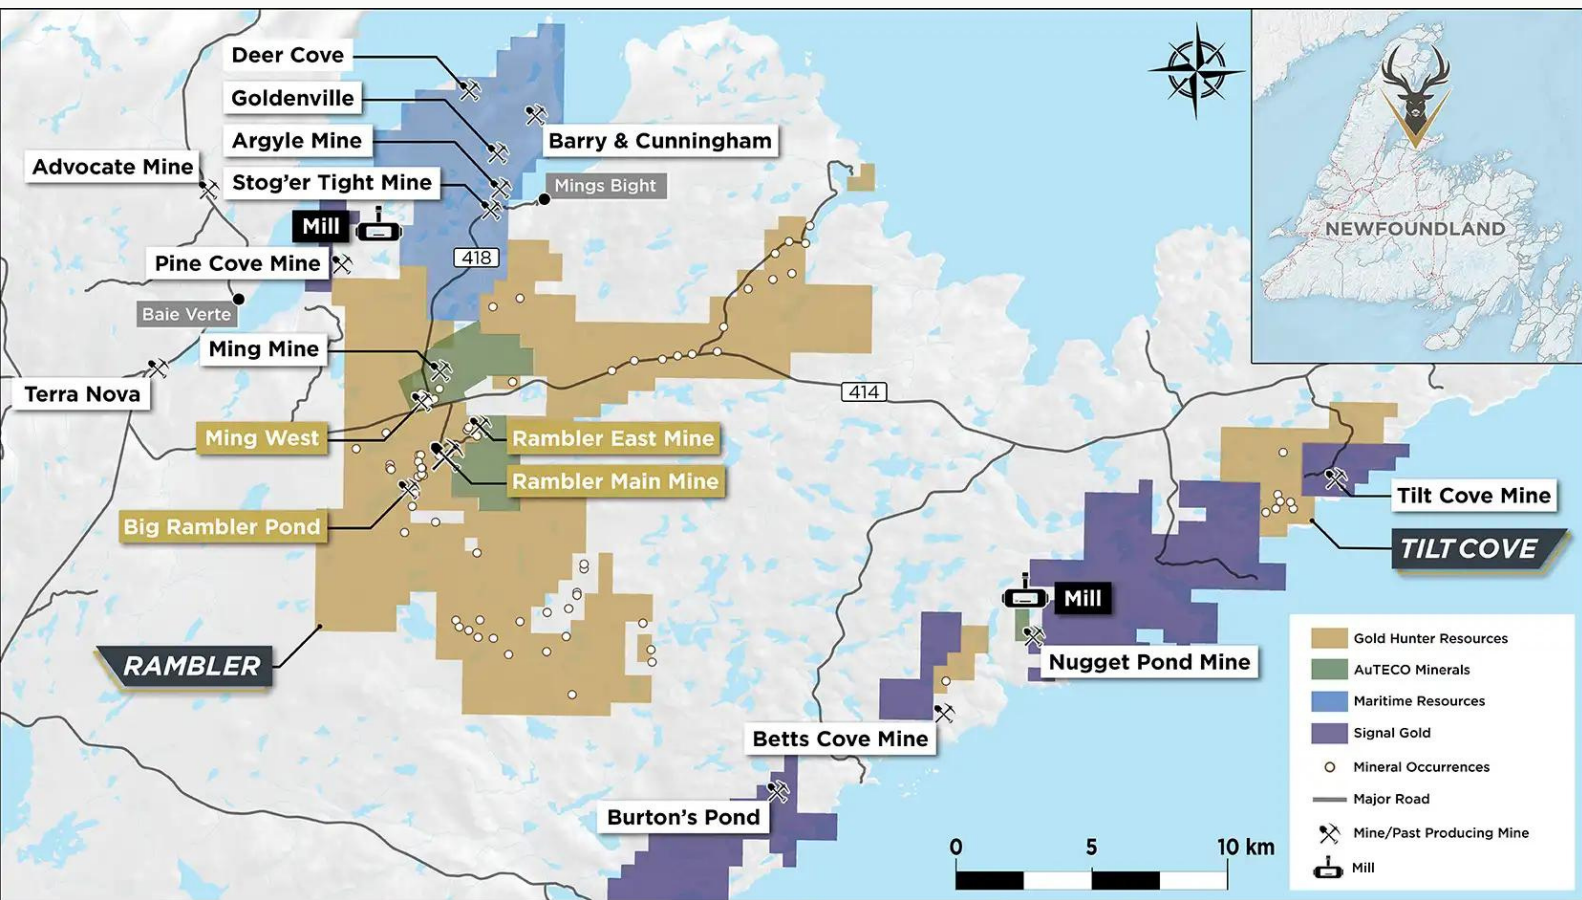 Deer Cove
Goldenville
Argyle Mine
Barry & Cunningham
Advocate Mine
Stog'er Tight Mine
Mings Bight
Mill
418
Pine Cove Mine
Baie Verte
Ming Mine
Terra Nova
414
Ming West
Rambler East Mine
Rambler Main Mine
Big Rambler Pond
RAMBLER
Tilt Cove Mine
TILT COVE
Mill
Nugget Pond Mine
Betts Cove Mine
Burton's Pond
0 5 10 km
NEWFOUNDLAND
Gold Hunter Resources
AuTECO Minerals
Maritime Resources
Signal Gold
Mineral Occurrences
Major Road
Mine/Past Producing Mine
Mill